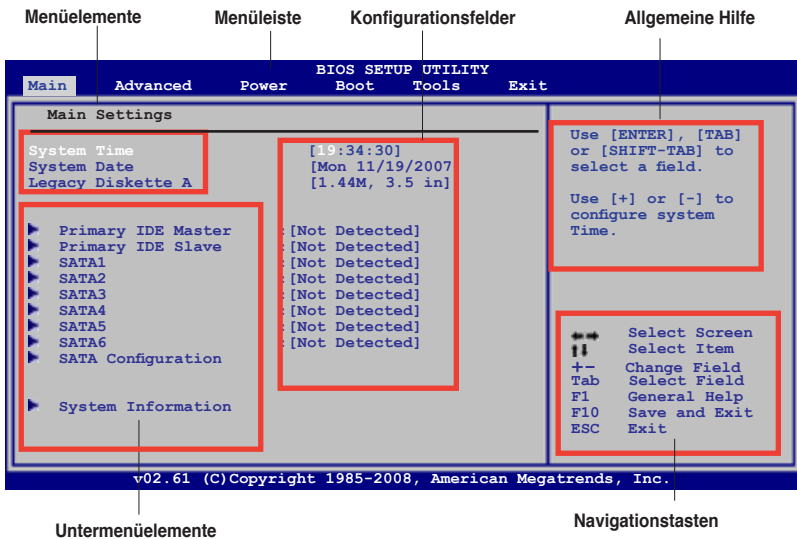 Menüelemente Menüleiste Konfigurationsfelder Allgemeine Hilfe
BIOS SETUP UTILITY
Main Advanced Power Boot Tools Exit
Main Settings
System Time [19:34:30]
System Date [Mon 11/19/2007
Legacy Diskette A [1.44M, 3.5 in]
Primary IDE Master :[Not Detected]
Primary IDE Slave :[Not Detected]
SATA1 :[Not Detected]
SATA2 :[Not Detected]
SATA3 :[Not Detected]
SATA4 :[Not Detected]
SATA5 :[Not Detected]
SATA6 :[Not Detected]
SATA Configuration
System Information
Use [ENTER], [TAB]
or [SHIFT-TAB] to
select a field.
Use [+] or [-] to
configure system
Time.
Select Screen
Select Item
+- Change Field
Tab Select Field
F1 General Help
F10 Save and Exit
ESC Exit
v02.61 (C)Copyright 1985-2008, American Megatrends, Inc.
Untermenüelemente Navigationstasten